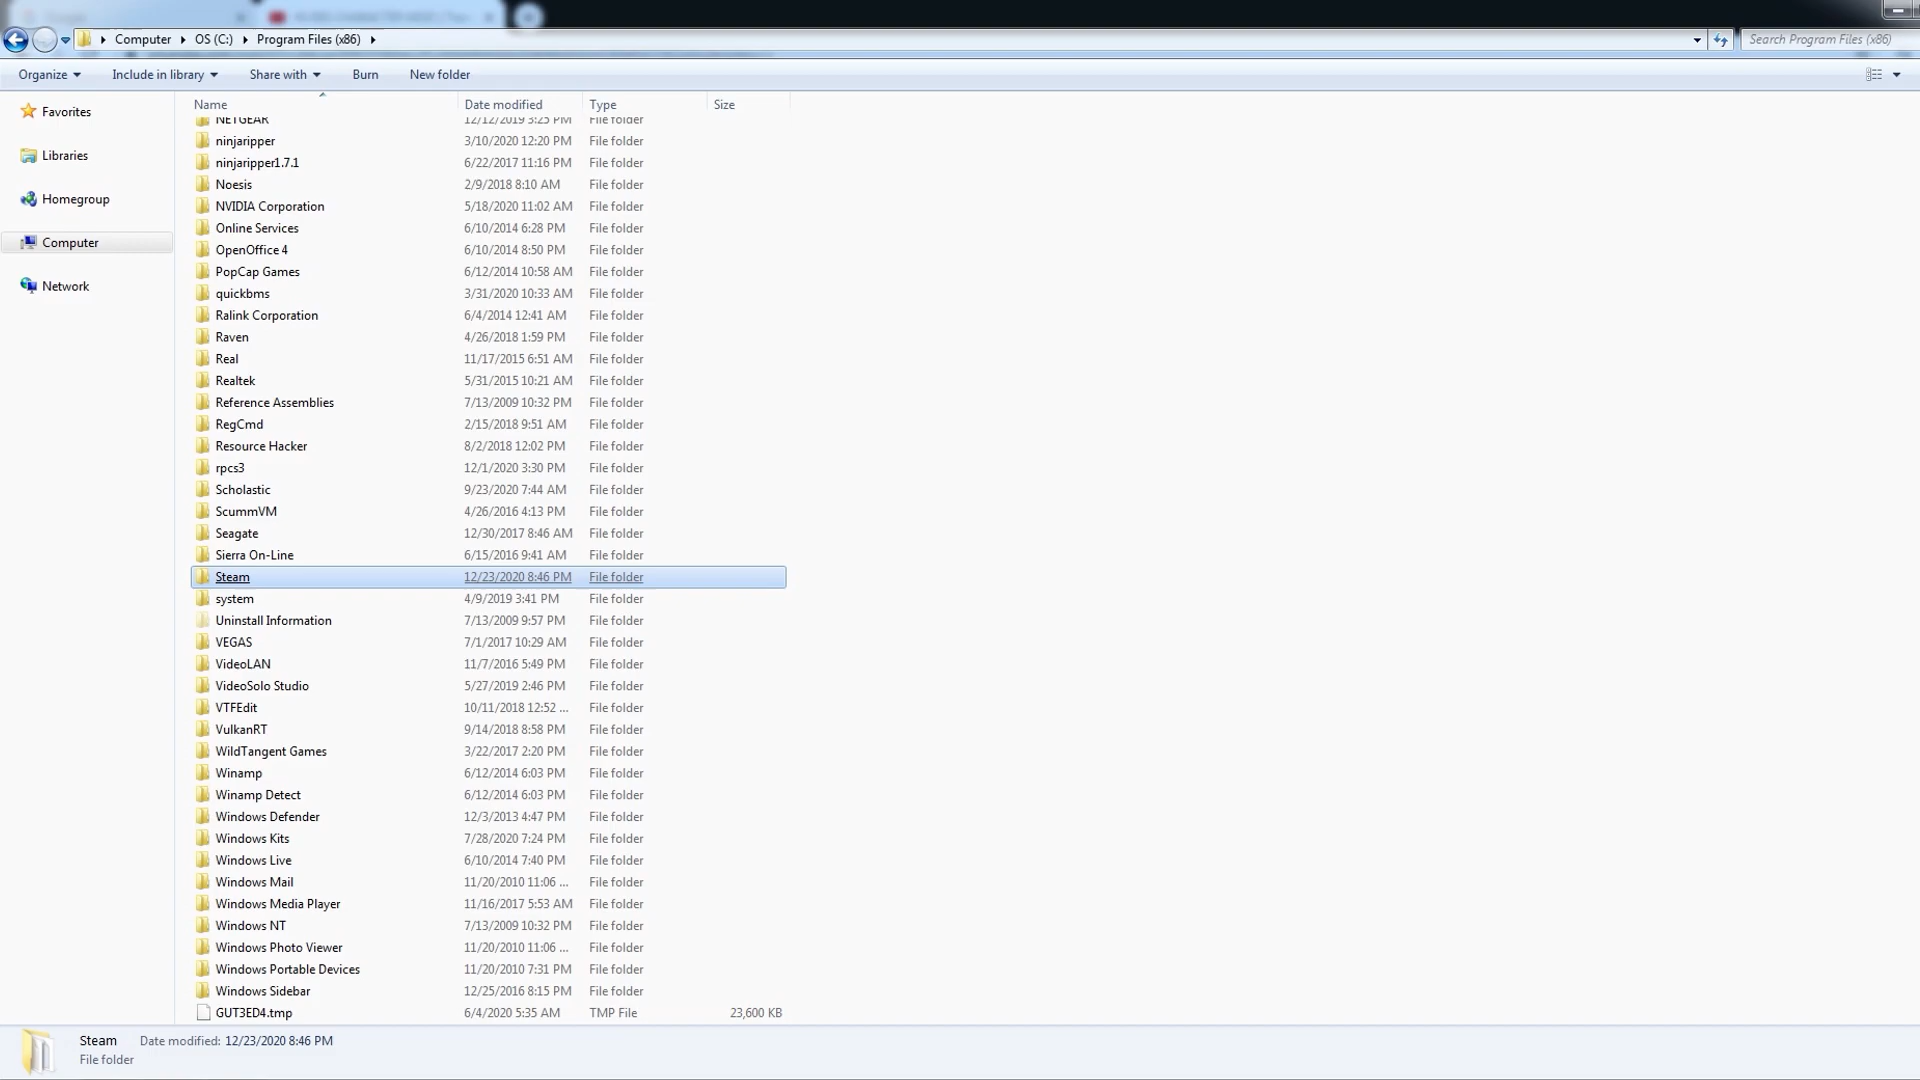 Computer OS (C:) Program Files (x86) Search Program Files (x86)
Organize Include in library Share with Burn New folder
Favorites
Libraries
Homegroup
Computer
Network
Name Date modified Type Size
NETGEAR 12/12/2019 3:25 PM File folder
ninjaripper 3/10/2020 12:20 PM File folder
ninjaripper1.7.1 6/22/2017 11:16 PM File folder
Noesis 2/9/2018 8:10 AM File folder
NVIDIA Corporation 5/18/2020 11:02 AM File folder
Online Services 6/10/2014 6:28 PM File folder
OpenOffice 4 6/10/2014 8:50 PM File folder
PopCap Games 6/12/2014 10:58 AM File folder
quickbms 3/31/2020 10:33 AM File folder
Ralink Corporation 6/4/2014 12:41 AM File folder
Raven 4/26/2018 1:59 PM File folder
Real 11/17/2015 6:51 AM File folder
Realtek 5/31/2015 10:21 AM File folder
Reference Assemblies 7/13/2009 10:32 PM File folder
RegCmd 2/15/2018 9:51 AM File folder
Resource Hacker 8/2/2018 12:02 PM File folder
rpcs3 12/1/2020 3:30 PM File folder
Scholastic 9/23/2020 7:44 AM File folder
ScummVM 4/26/2016 4:13 PM File folder
Seagate 12/30/2017 8:46 AM File folder
Sierra On-Line 6/15/2016 9:41 AM File folder
Steam 12/23/2020 8:46 PM File folder
system 4/9/2019 3:41 PM File folder
Uninstall Information 7/13/2009 9:57 PM File folder
VEGAS 7/1/2017 10:29 AM File folder
VideoLAN 11/7/2016 5:49 PM File folder
VideoSolo Studio 5/27/2019 2:46 PM File folder
VTFEdit 10/11/2018 12:52 ... File folder
VulkanRT 9/14/2018 8:58 PM File folder
WildTangent Games 3/22/2017 2:20 PM File folder
Winamp 6/12/2014 6:03 PM File folder
Winamp Detect 6/12/2014 6:03 PM File folder
Windows Defender 12/3/2013 4:47 PM File folder
Windows Kits 7/28/2020 7:24 PM File folder
Windows Live 6/10/2014 7:40 PM File folder
Windows Mail 11/20/2010 11:06 ... File folder
Windows Media Player 11/16/2017 5:53 AM File folder
Windows NT 7/13/2009 10:32 PM File folder
Windows Photo Viewer 11/20/2010 11:06 ... File folder
Windows Portable Devices 11/20/2010 7:31 PM File folder
Windows Sidebar 12/25/2016 8:15 PM File folder
GUT3ED4.tmp 6/4/2020 5:35 AM TMP File 23,600 KB
Steam Date modified: 12/23/2020 8:46 PM
File folder